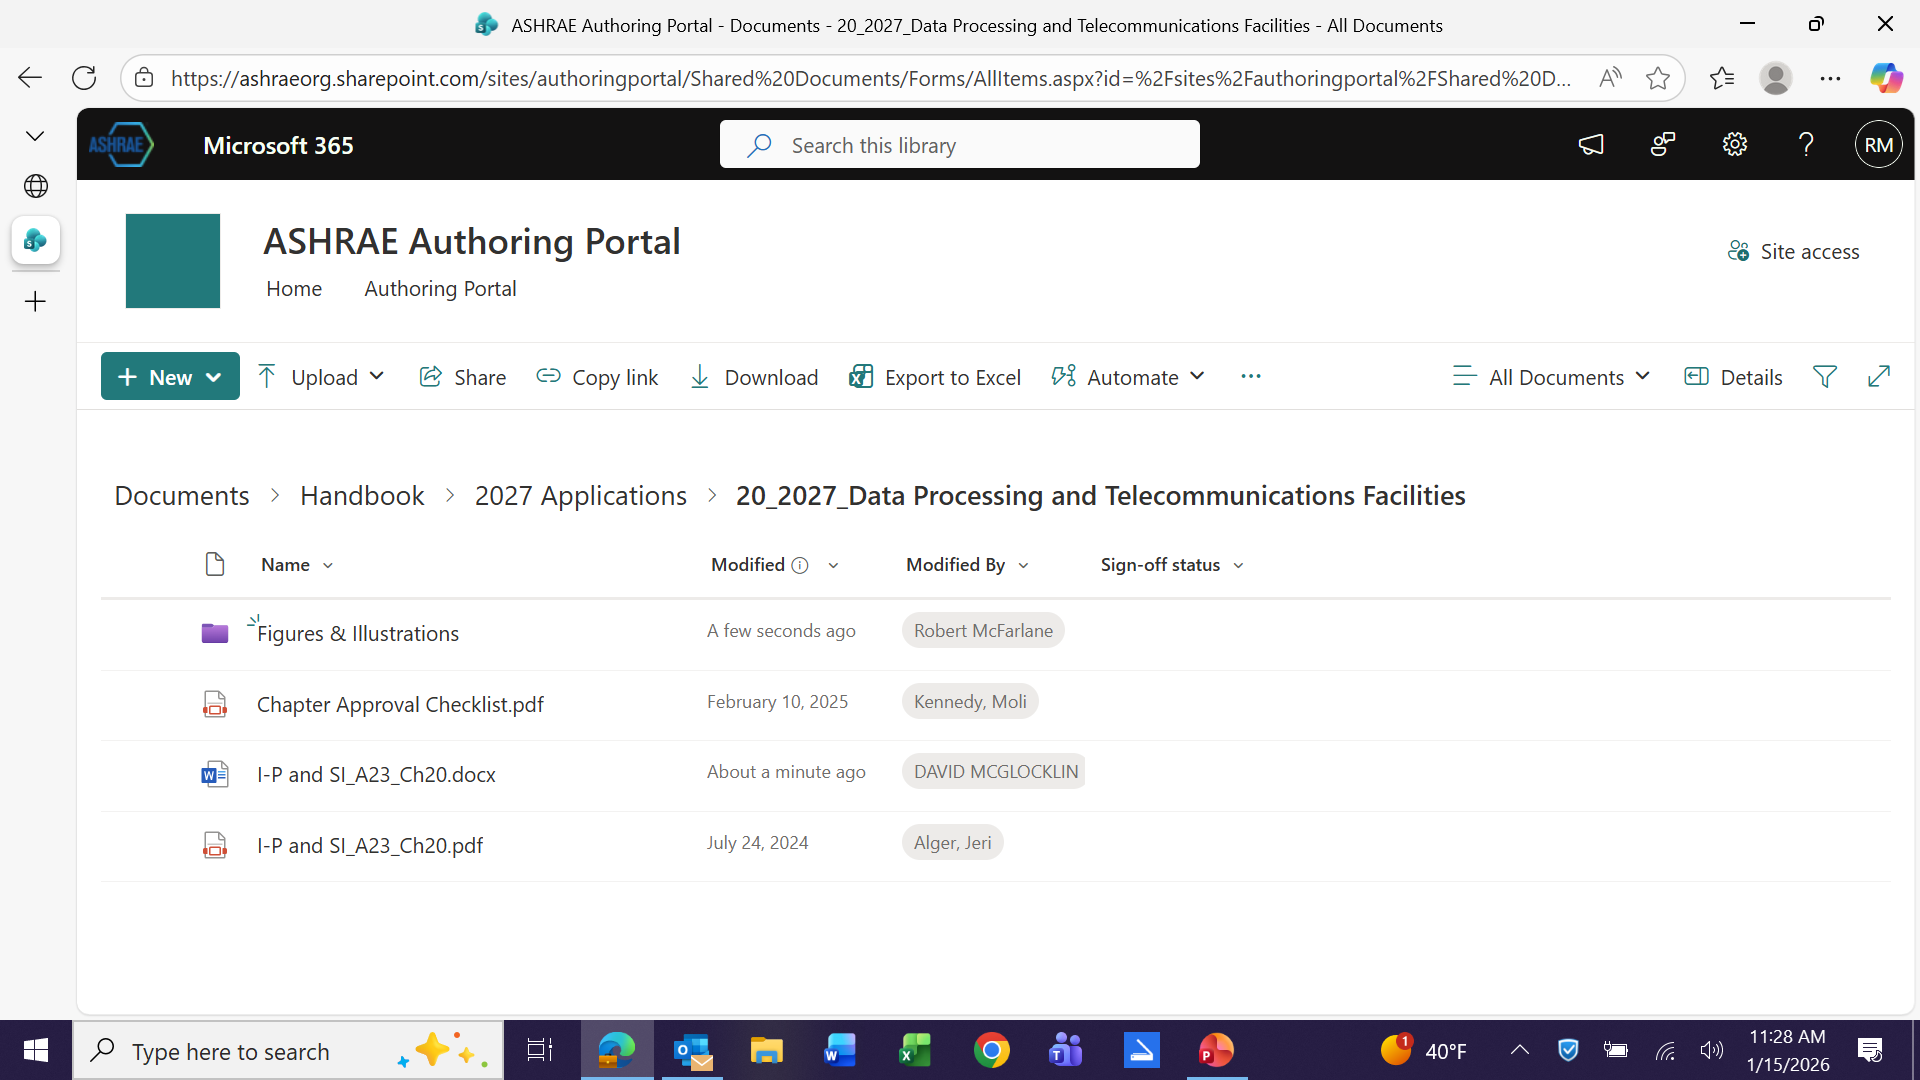 ASHRAE Authoring Portal - Documents - 20_2027_Data Processing and Telecommunications Facilities - All Documents
https://ashraeorg.sharepoint.com/sites/authoringportal/Shared%20Documents/Forms/AllItems.aspx?id=%2Fsites%2Fauthoringportal%2FShared%20D...
ASHRAE
Microsoft 365
Search this library
RM
ASHRAE Authoring Portal
Home Authoring Portal
Site access
New Upload Share Copy link Download Export to Excel Automate ... All Documents Details
Documents > Handbook > 2027 Applications > 20_2027_Data Processing and Telecommunications Facilities
Name Modified Modified By Sign-off status
Figures & Illustrations A few seconds ago Robert McFarlane
Chapter Approval Checklist.pdf February 10, 2025 Kennedy, Moli
I-P and SI_A23_Ch20.docx About a minute ago DAVID MCGLOCKLIN
I-P and SI_A23_Ch20.pdf July 24, 2024 Alger, Jeri
Type here to search
1
40°F
11:28 AM
1/15/2026